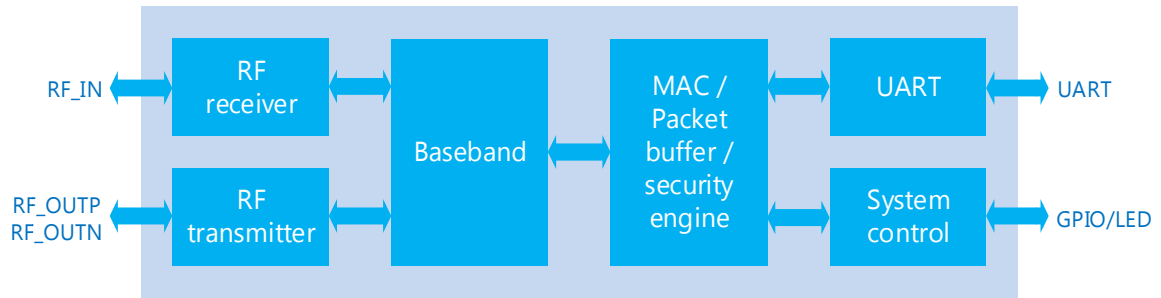 RF_IN
RF
receiver
RF_OUTP
RF_OUTN
RF
transmitter
Baseband
MAC /
Packet
buffer /
security
engine
UART
UART
System
control
GPIO/LED